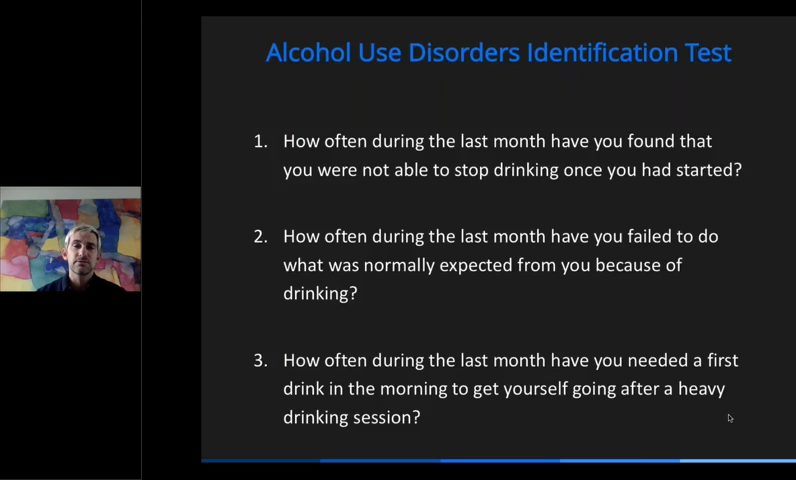 Alcohol Use Disorders Identification Test
1. How often during the last month have you found that
you were not able to stop drinking once you had started?
2. How often during the last month have you failed to do
what was normally expected from you because of
drinking?
3. How often during the last month have you needed a first
drink in the morning to get yourself going after a heavy
drinking session?